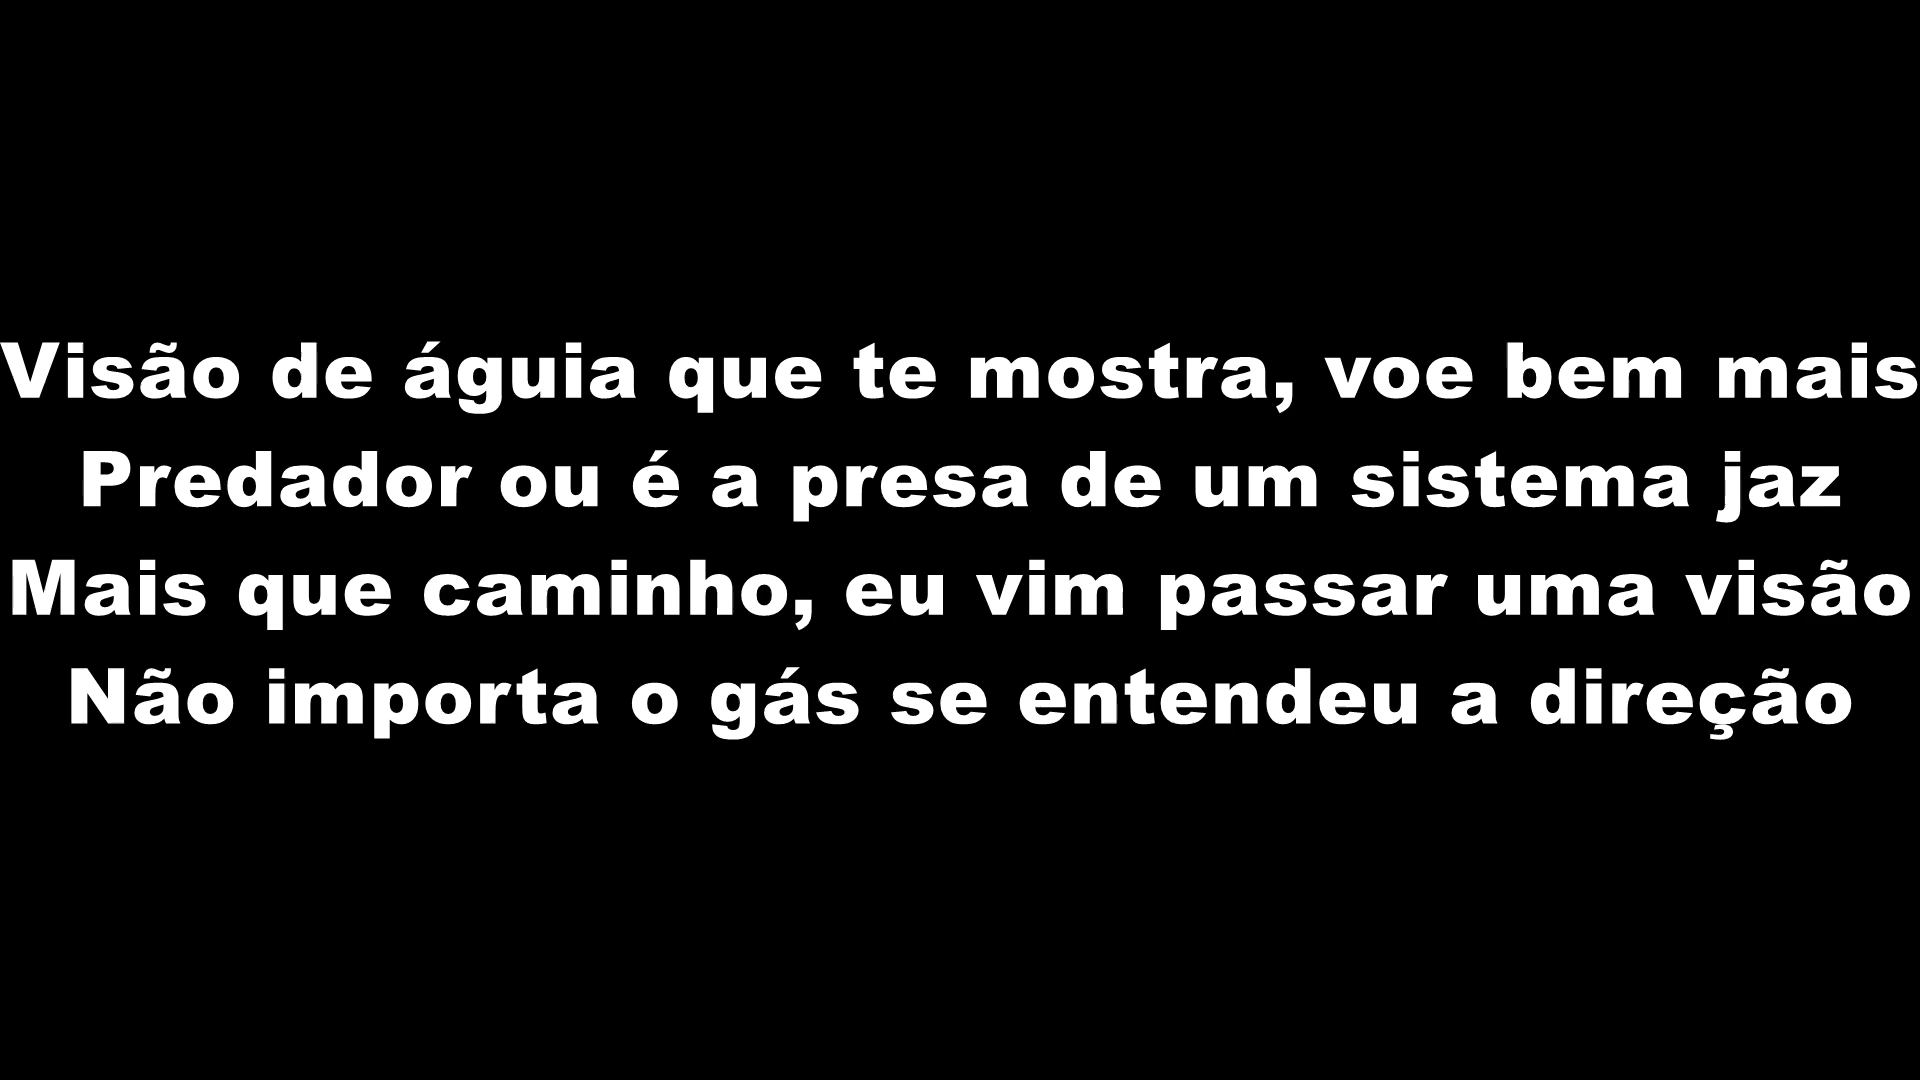 Visão de águia que te mostra, voe bem mais
Predador ou é a presa de um sistema jaz
Mais que caminho, eu vim passar uma visão
Não importa o gás se entendeu a direção